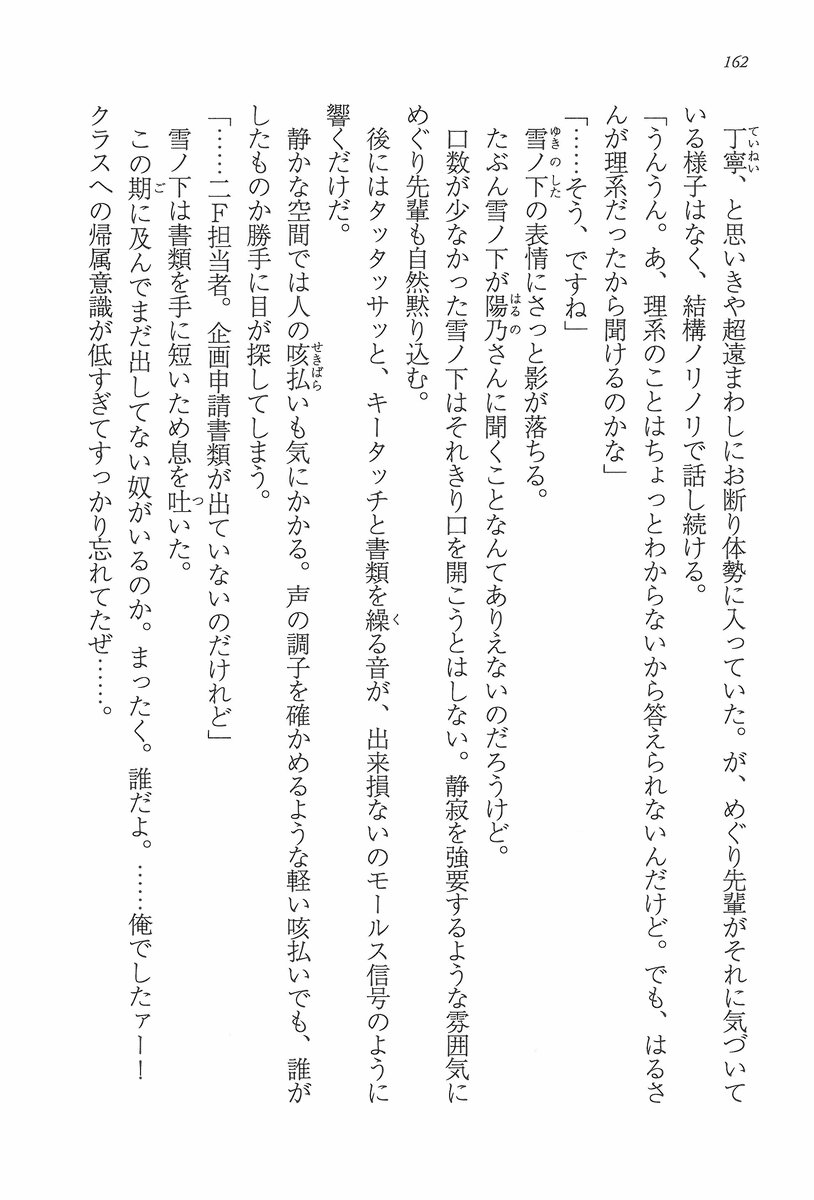 162
丁寧、と思いきや超遠まわしにお断り体勢に入っていた。が、めぐり先輩がそれに気づいて
いる様子はなく、結構ノリノリで話し続ける。
「うんうん。あ、理系のことはちょっとわからないから答えられないんだけど。でも、はるさ
んが理系だったから聞けるのかな」
「……そう、ですね」
雪ノ下の表情にさっと影が落ちる。
たぶん雪ノ下が陽乃さんに聞くことなんてありえないのだろうけど。
口数が少なかった雪ノ下はそれきり口を開こうとはしない。静寂を強要するような雰囲気に
めぐり先輩も自然黙り込む。
後にはタッタッサッと、キータッチと書類を繰る音が、出来損ないのモールス信号のように
響くだけだ。
静かな空間では人の咳払いも気にかかる。声の調子を確かめるような軽い咳払いでも、誰が
したものか勝手に目が探してしまう。
「……二F担当者。企画申請書類が出ていないのだけれど」
雪ノ下は書類を手に短いため息を吐いた。
この期に及んでまだ出してない奴がいるのか。まったく。誰だよ。……俺でしたァー！
クラスへの帰属意識が低すぎてすっかり忘れてたぜ……。